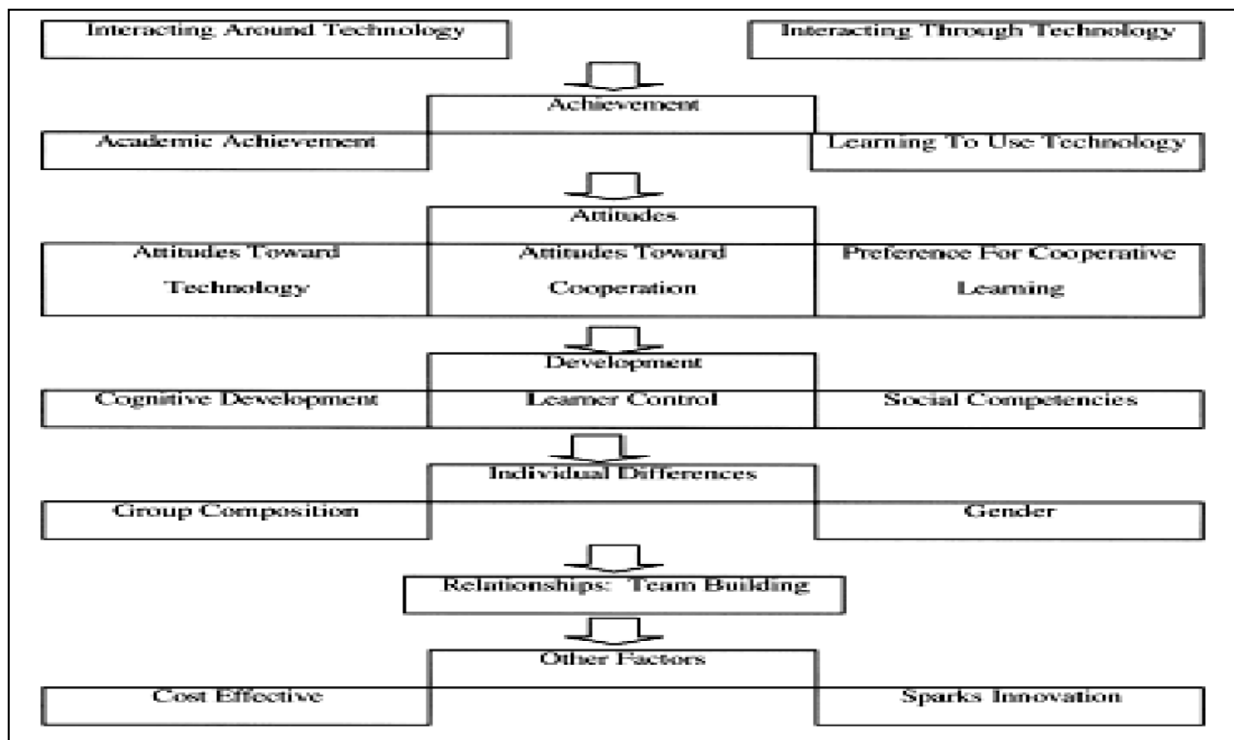 Interacting Around Technology
Interacting Through Technology
Achievement
Academic Achievement
Learning To Use Technology
Attitudes
Attitudes Toward
Technology
Attitudes Toward
Cooperation
Preference For Cooperative
Learning
Development
Cognitive Development
Learner Control
Social Competencies
Individual Differences
Group Composition
Gender
Relationships: Team Building
Other Factors
Cost Effective
Sparks Innovation